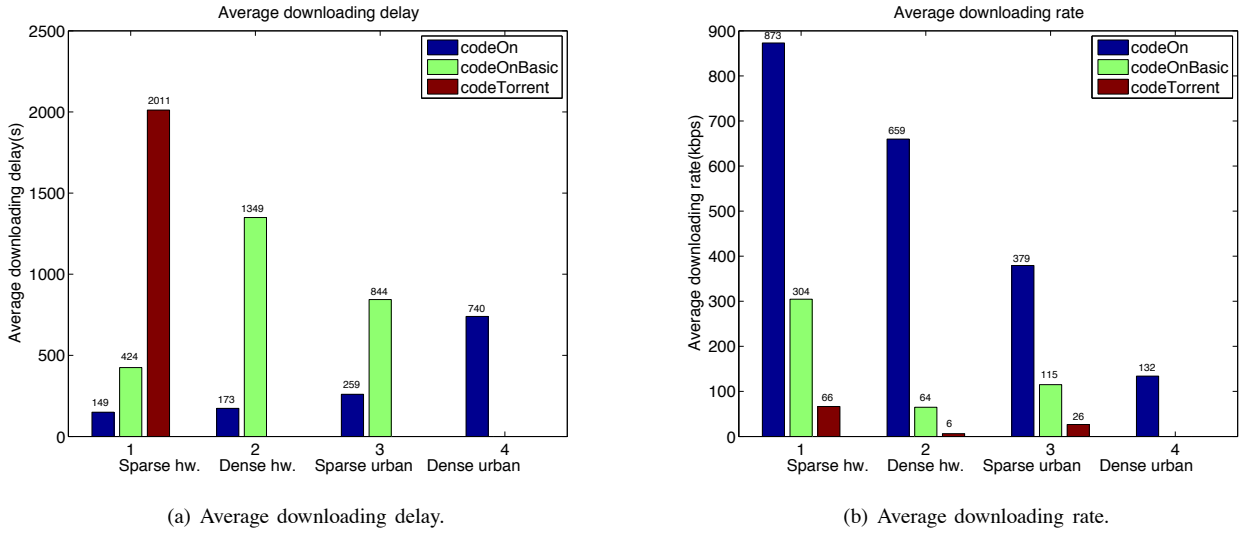 Average downloading delay
Average downloading delay(s)
2500
2000
1500
1000
500
0
codeOn
codeOnBasic
codeTorrent
149
424
2011
173
1349
259
844
740
1
2
3
4
Sparse hw.
Dense hw.
Sparse urban
Dense urban
(a) Average downloading delay.
Average downloading rate
Average downloading rate(kbps)
900
800
700
600
500
400
300
200
100
0
codeOn
codeOnBasic
codeTorrent
873
304
66
659
64
6
379
115
26
132
1
2
3
4
Sparse hw.
Dense hw.
Sparse urban
Dense urban
(b) Average downloading rate.